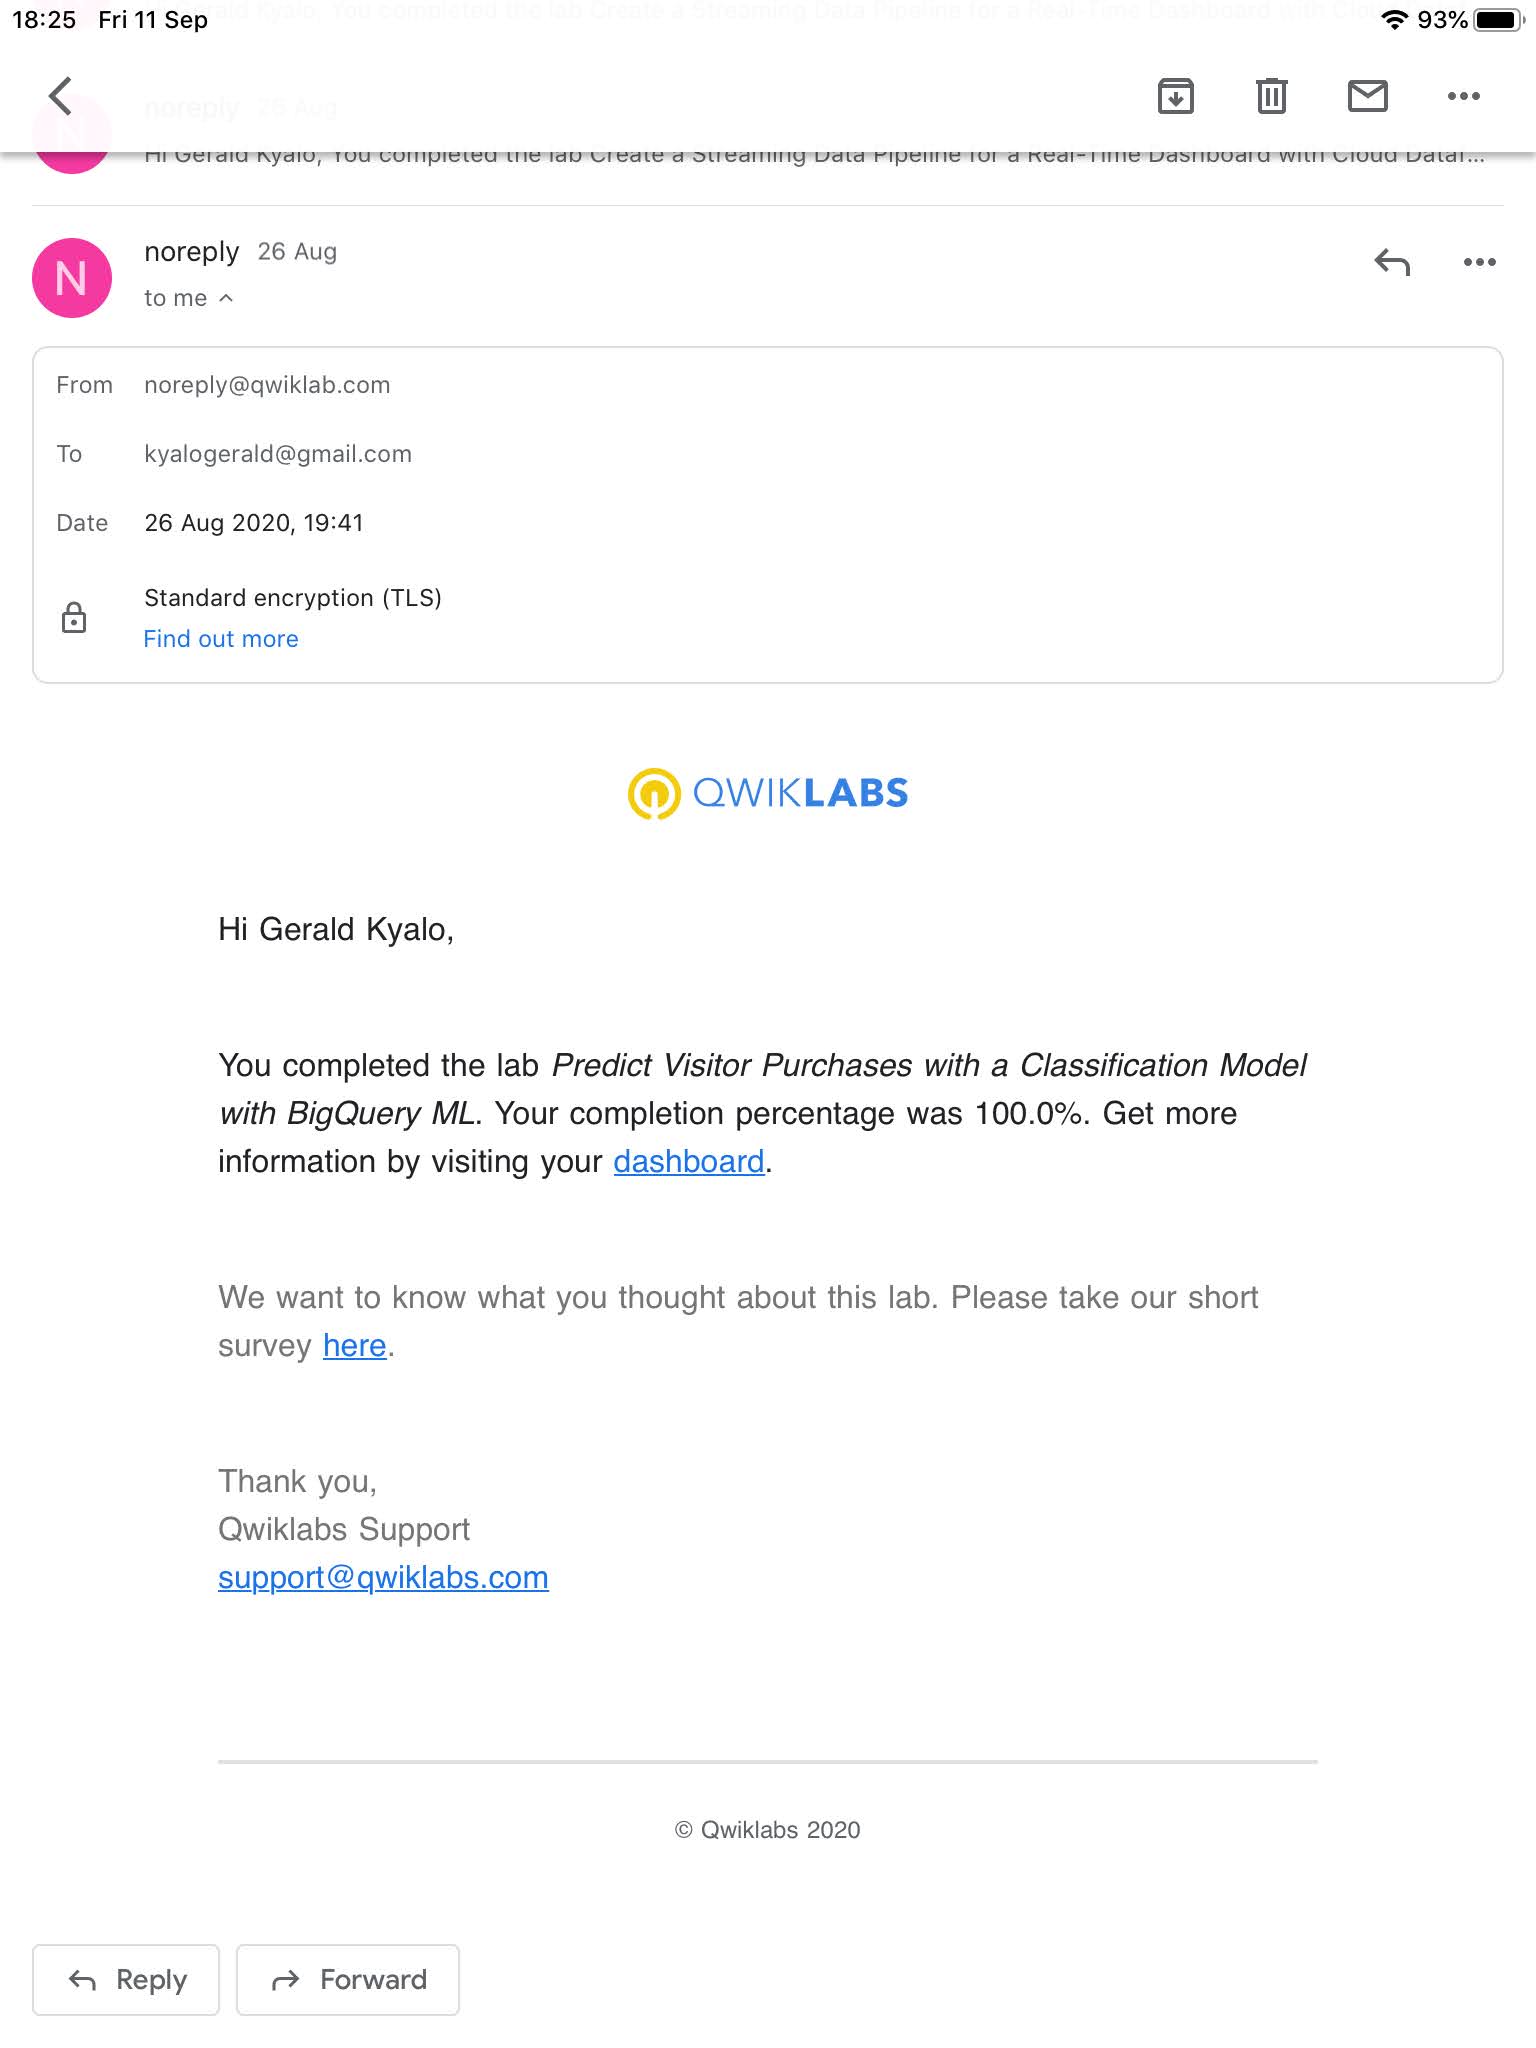 18:25 Fri 11 Sep 93%
noreply 26 Aug
Hi Gerald Kyalo, You completed the lab Create a Streaming Data Pipeline for a Real-Time Dashboard with Cloud Dataf...
N
noreply 26 Aug
to me
From noreply@qwiklab.com
To kyalogerald@gmail.com
Date 26 Aug 2020, 19:41
Standard encryption (TLS)
Find out more
QWIKLABS
Hi Gerald Kyalo,
You completed the lab Predict Visitor Purchases with a Classification Model
with BigQuery ML. Your completion percentage was 100.0%. Get more
information by visiting your dashboard.
We want to know what you thought about this lab. Please take our short
survey here.
Thank you,
Qwiklabs Support
support@qwiklabs.com
© Qwiklabs 2020
Reply Forward